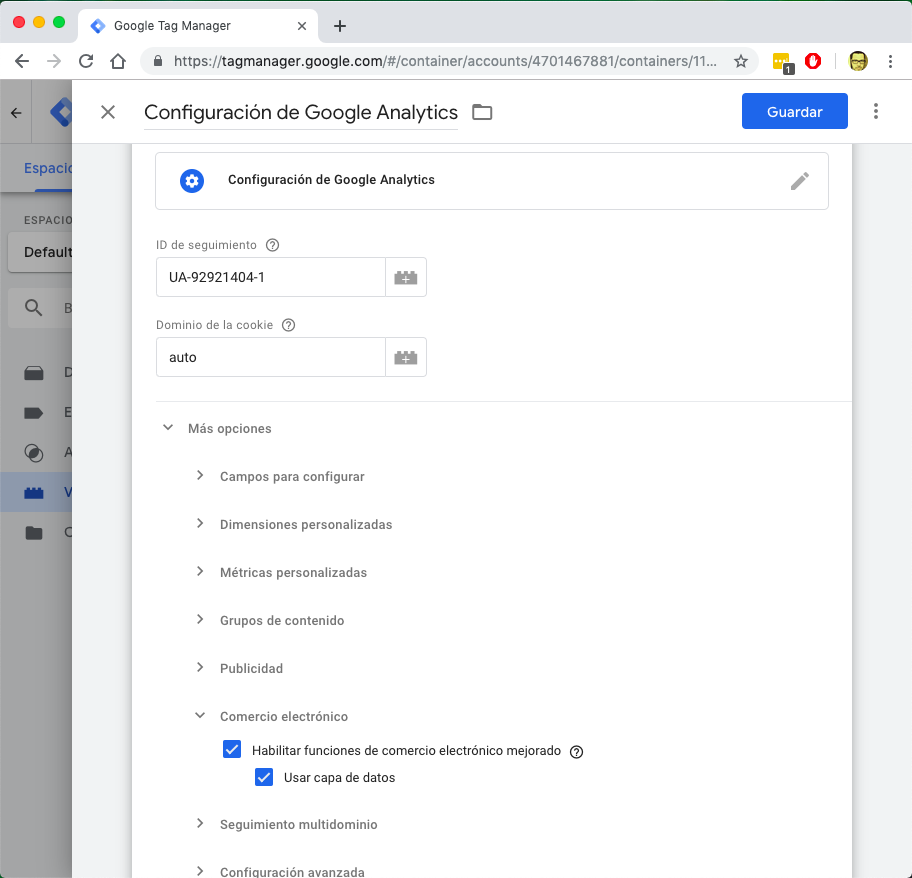 Google Tag Manager
https://tagmanager.google.com/#/container/accounts/4701467881/containers/11...
1
Configuración de Google Analytics
Guardar
Espacio
Configuración de Google Analytics
ESPACIO
Default
ID de seguimiento
UA-92921404-1
B
Dominio de la cookie
auto
D
E
A
V
C
Más opciones
Campos para configurar
Dimensiones personalizadas
Métricas personalizadas
Grupos de contenido
Publicidad
Comercio electrónico
Habilitar funciones de comercio electrónico mejorado
Usar capa de datos
Seguimiento multidominio
Configuración avanzada